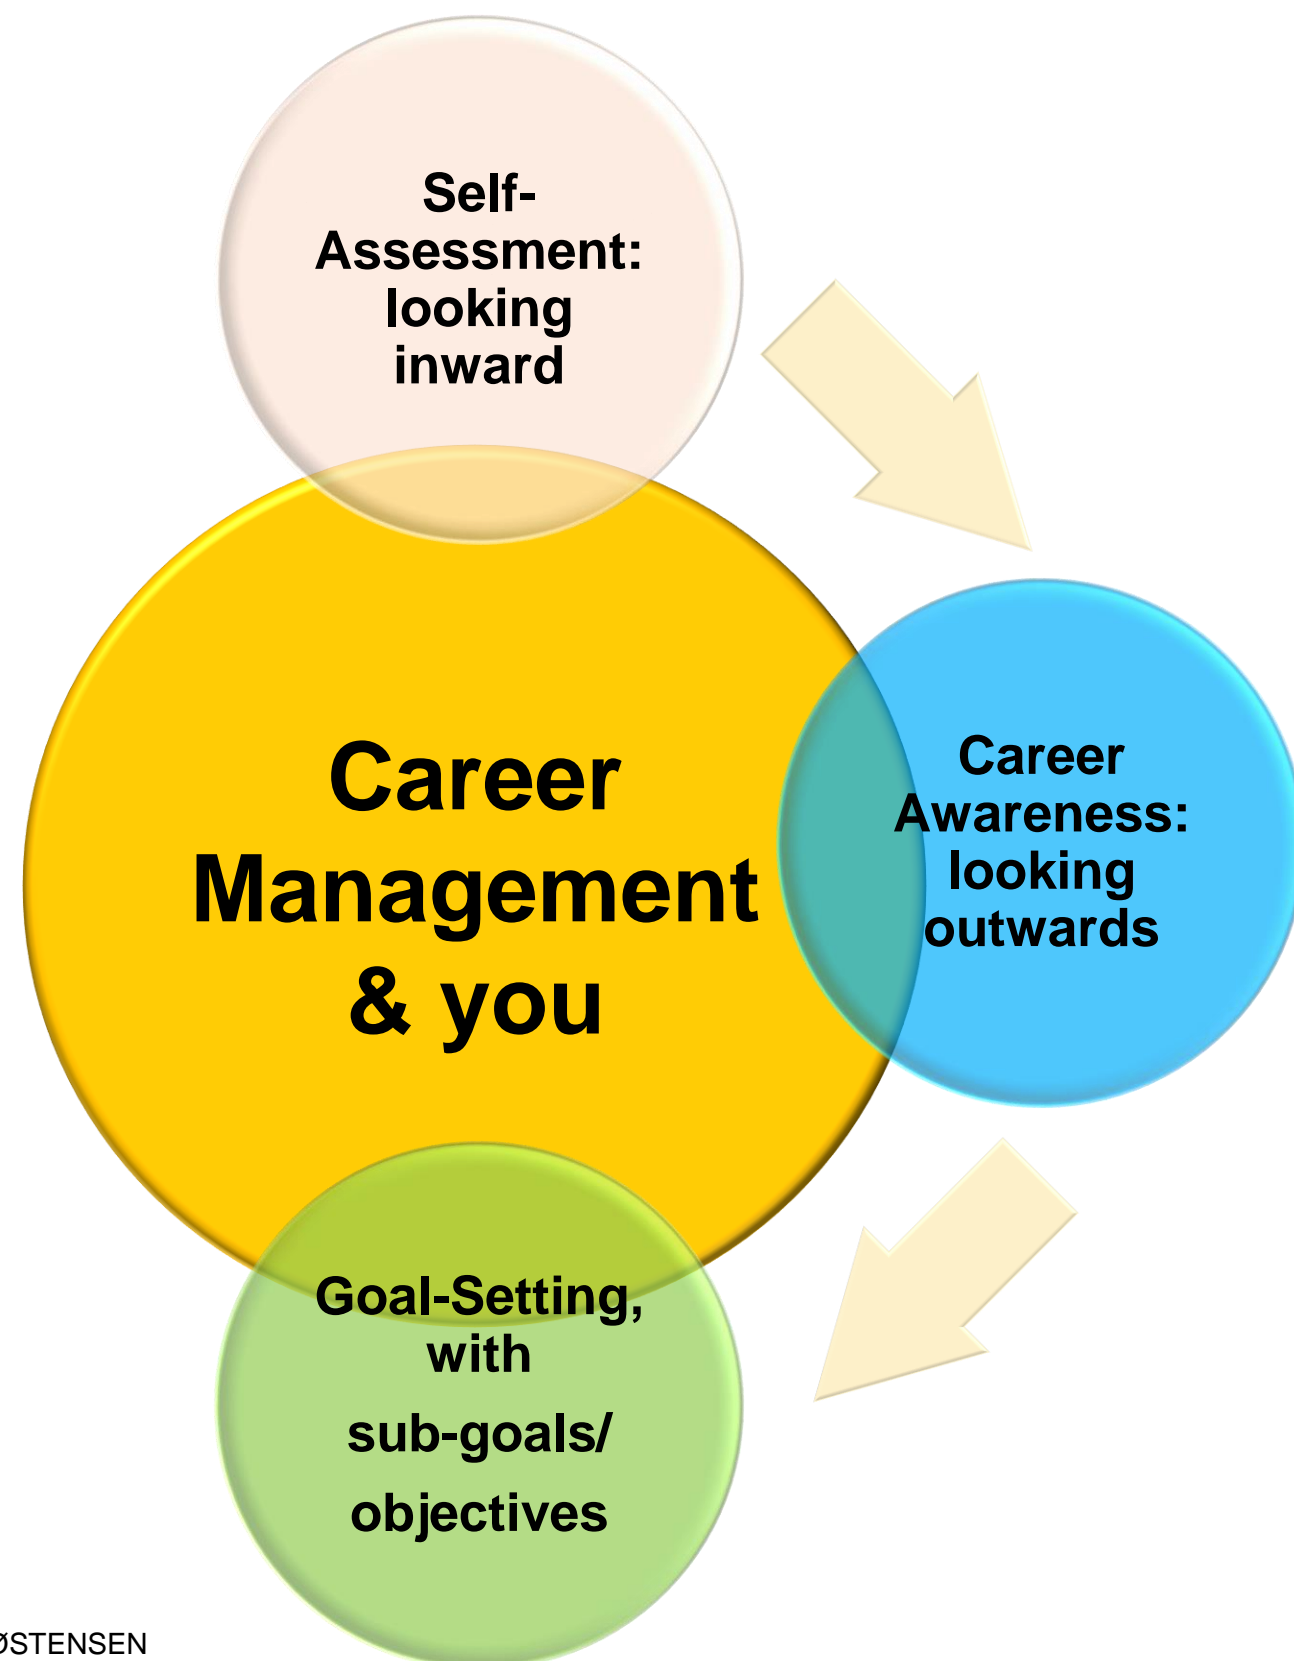 Self-
Assessment:
looking
inward
Career
Management
& you
Career
Awareness:
looking
outwards
Goal-Setting,
with
sub-goals/
objectives
ØSTENSEN